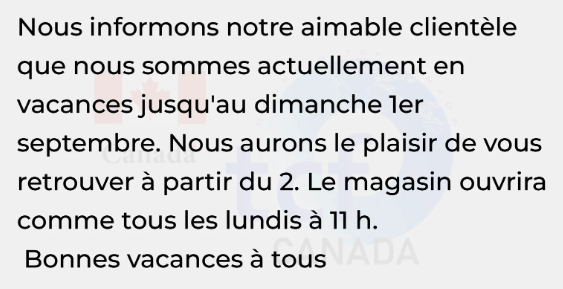 Nous informons notre aimable clientèle
que nous sommes actuellement en
vacances jusqu'au dimanche 1er
septembre. Nous aurons le plaisir de vous
retrouver à partir du 2. Le magasin ouvrira
comme tous les lundis à 11 h.
Bonnes vacances à tous
Canada
tcf
CANADA